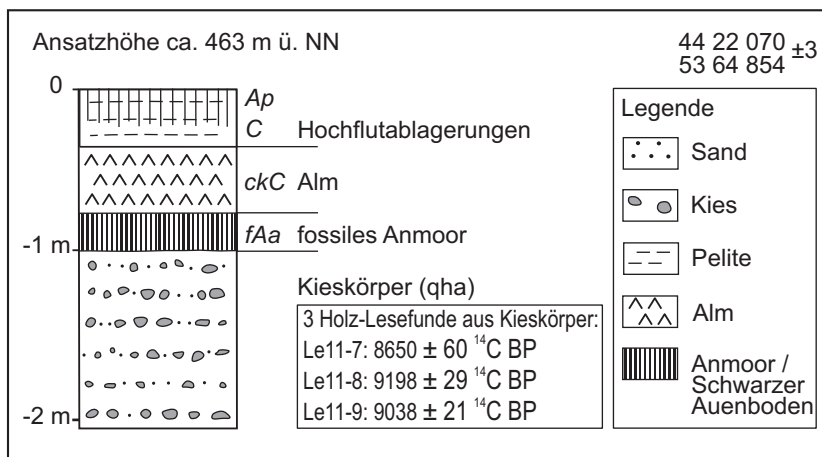 Ansatzhöhe ca. 463 m ü. NN
44 22 070
53 64 854 ±3
0
Ap
C Hochflutablagerungen
ckC Alm
fAa fossiles Anmoor
-1 m
Kieskörper (qha)
3 Holz-Lesefunde aus Kieskörper:
Le11-7: 8650 ± 60 ¹⁴C BP
Le11-8: 9198 ± 29 ¹⁴C BP
Le11-9: 9038 ± 21 ¹⁴C BP
-2 m
Legende
Sand
Kies
Pelite
Alm
Anmoor /
Schwarzer
Auenboden